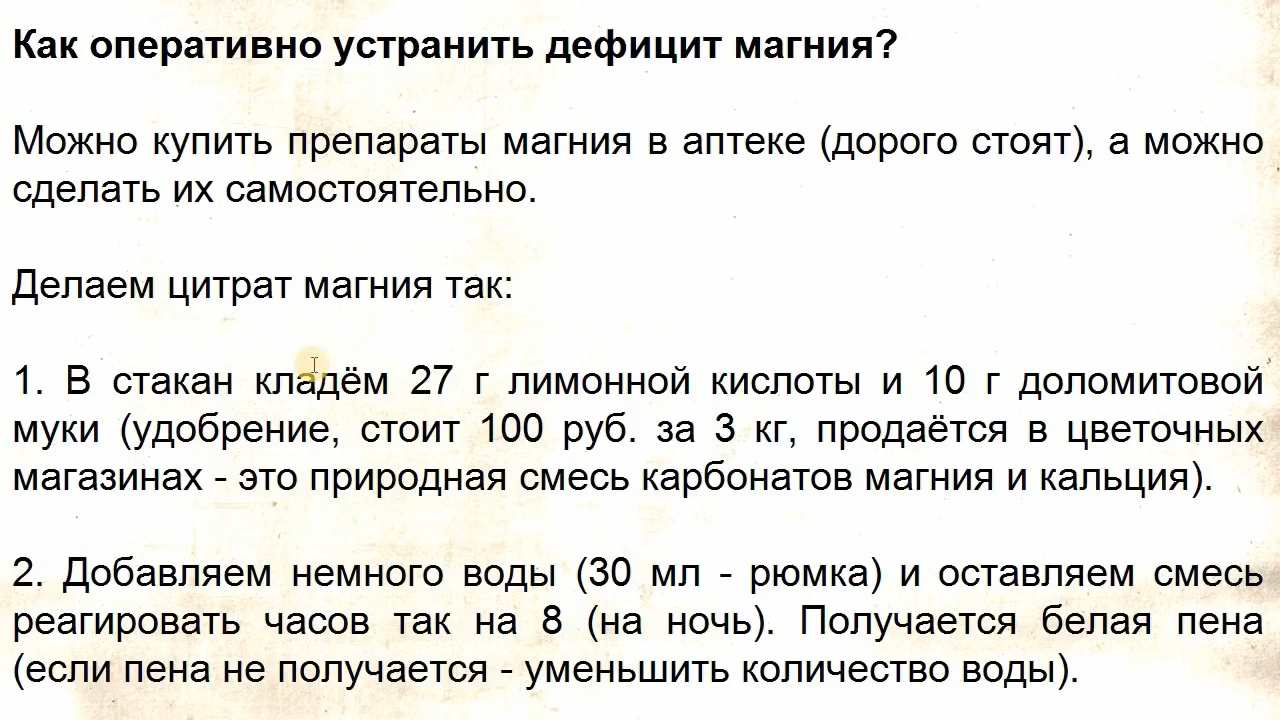 Как оперативно устранить дефицит магния?
Можно купить препараты магния в аптеке (дорого стоят), а можно
сделать их самостоятельно.
Делаем цитрат магния так:
1. В стакан кладём 27 г лимонной кислоты и 10 г доломитовой
муки (удобрение, стоит 100 руб. за 3 кг, продаётся в цветочных
магазинах - это природная смесь карбонатов магния и кальция).
2. Добавляем немного воды (30 мл - рюмка) и оставляем смесь
реагировать часов так на 8 (на ночь). Получается белая пена
(если пена не получается - уменьшить количество воды).